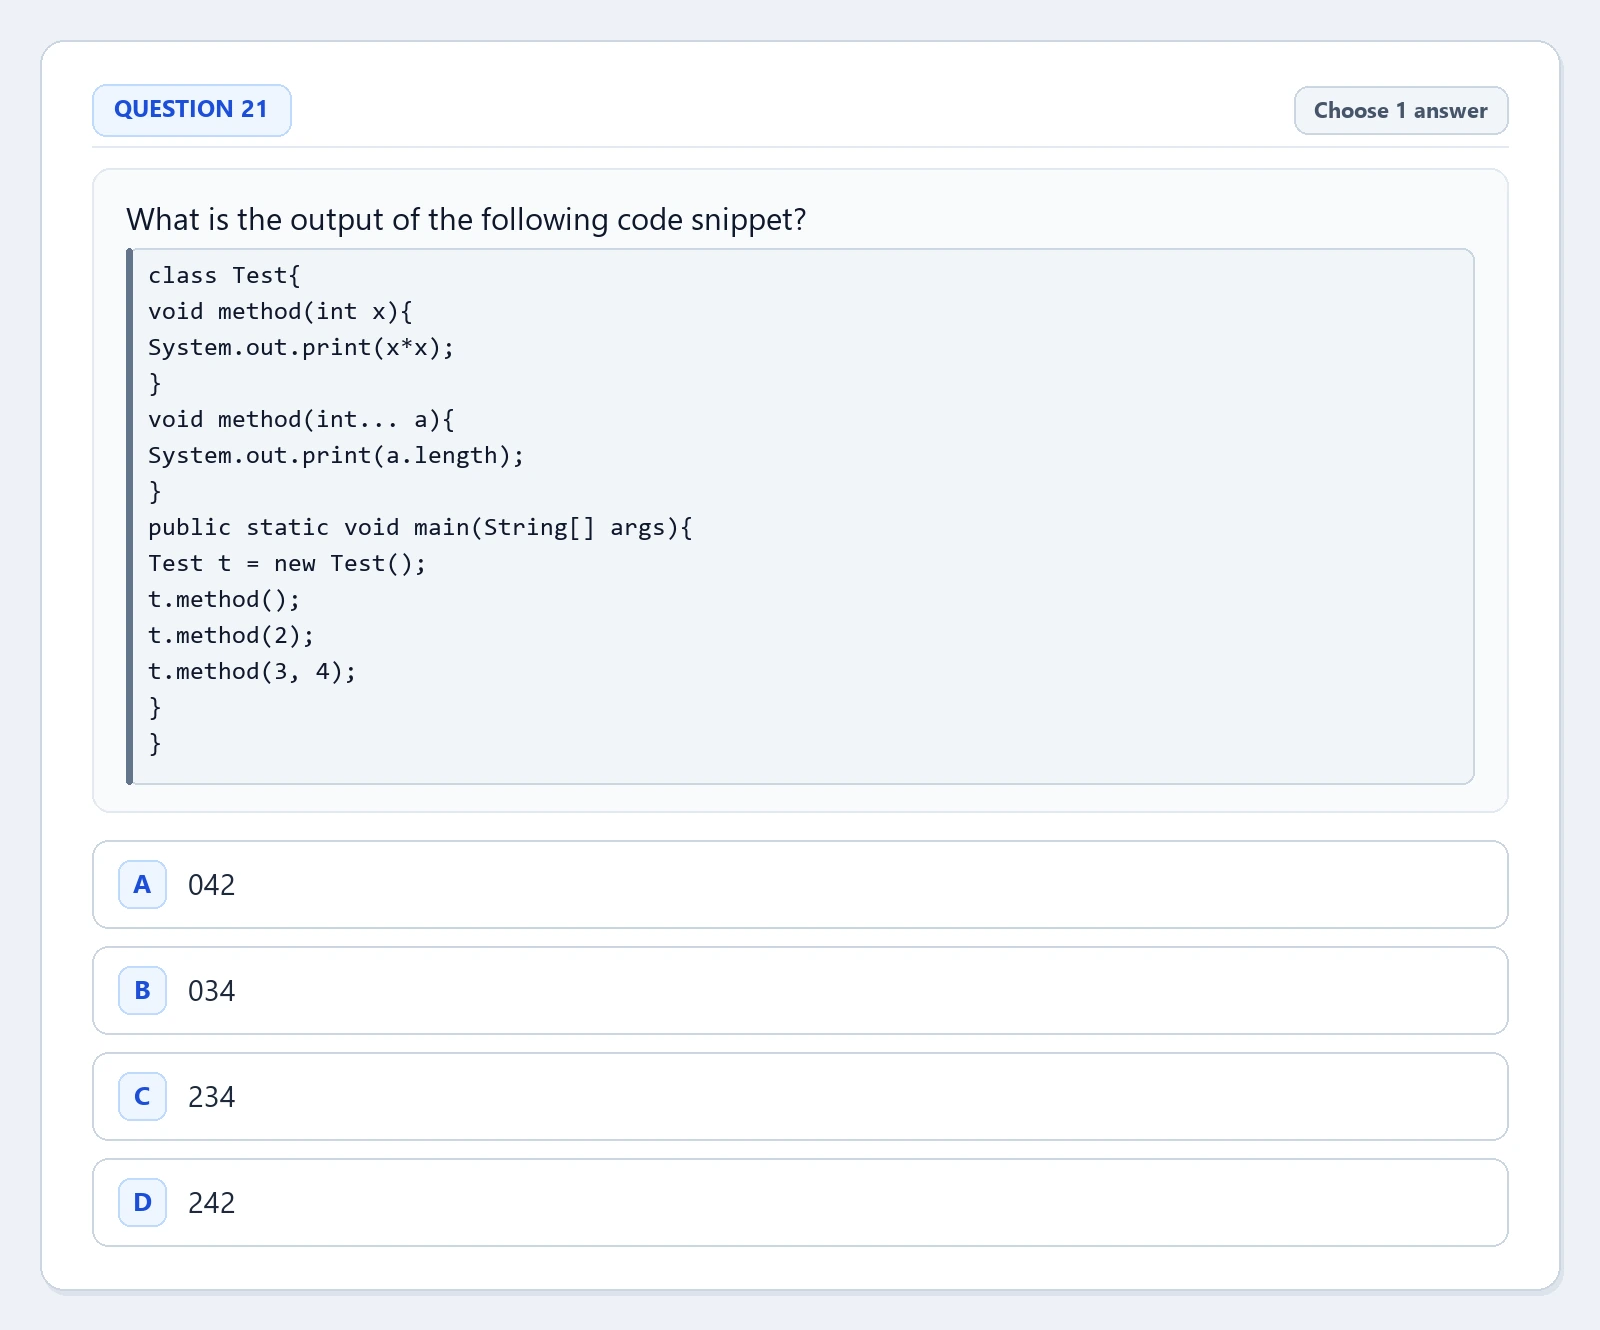 QUESTION 21
Choose 1 answer
What is the output of the following code snippet?
class Test{
void method(int x){
System.out.print(x*x);
}
void method(int... a){
System.out.print(a.length);
}
public static void main(String[] args){
Test t = new Test();
t.method();
t.method(2);
t.method(3, 4);
}
}
A 042
B 034
C 234
D 242